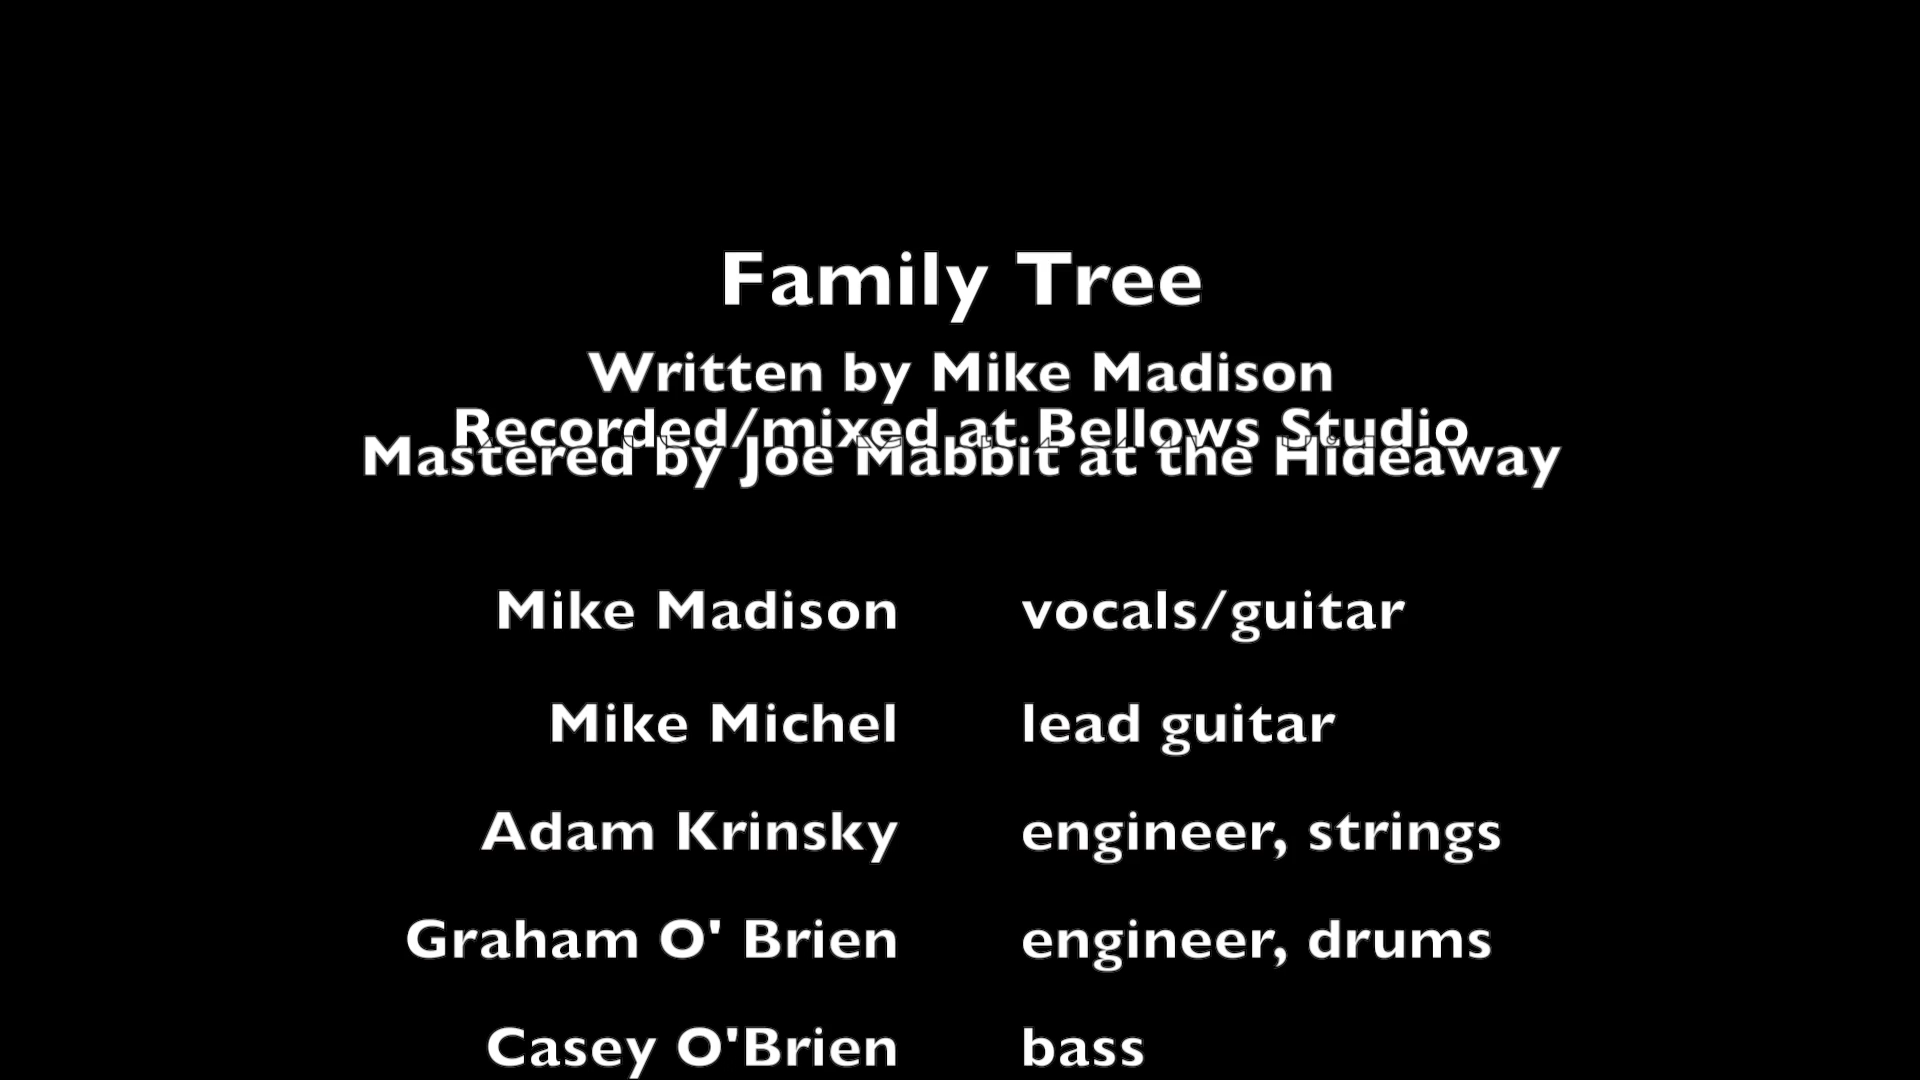 Family Tree
Written by Mike Madison
Recorded/mixed at Bellows Studio
Mastered by Joe Mabbit at the Hideaway
Mike Madison vocals/guitar
Mike Michel lead guitar
Adam Krinsky engineer, strings
Graham O' Brien engineer, drums
Casey O'Brien bass